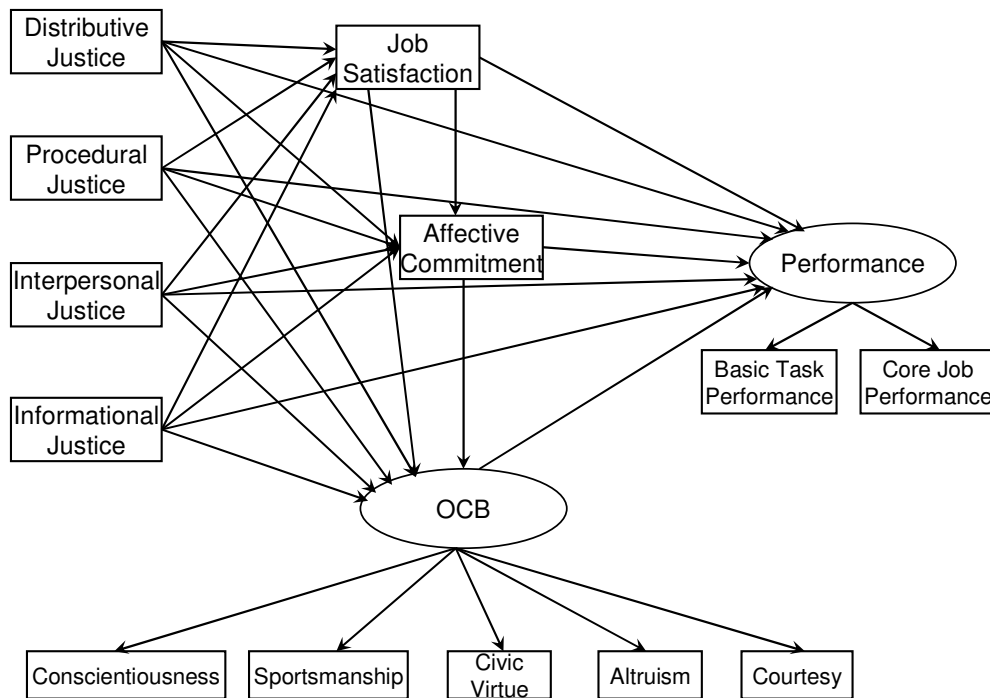 Distributive
Justice
Job
Satisfaction
Procedural
Justice
Affective
Commitment
Performance
Interpersonal
Justice
Basic Task
Performance
Core Job
Performance
Informational
Justice
OCB
Conscientiousness
Sportsmanship
Civic
Virtue
Altruism
Courtesy